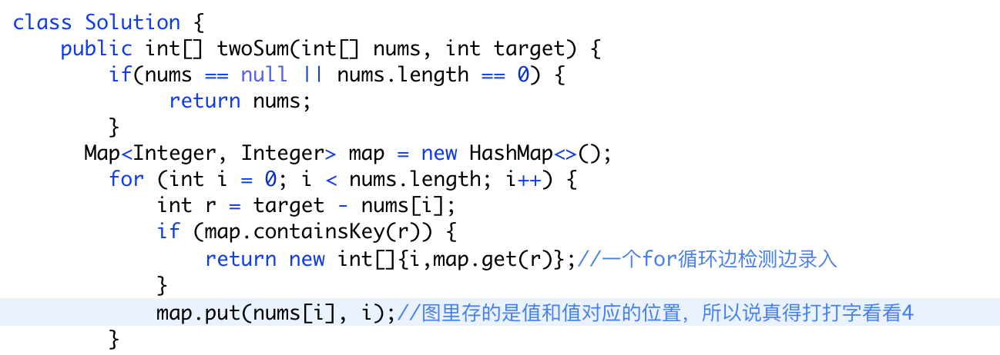 class Solution {
    public int[] twoSum(int[] nums, int target) {
        if(nums == null || nums.length == 0) {
             return nums;
        }
      Map<Integer, Integer> map = new HashMap<>();
        for (int i = 0; i < nums.length; i++) {
            int r = target - nums[i];
            if (map.containsKey(r)) {
                return new int[]{i,map.get(r)};//一个for循环边检测边录入
            }
            map.put(nums[i], i);//图里存的是值和值对应的位置，所以说真得打打字看看4
        }